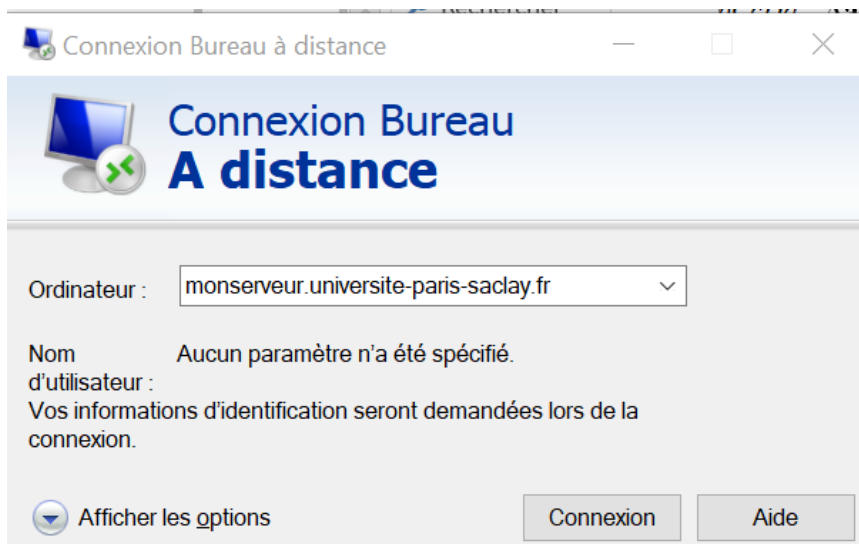 Rechercher
Connexion Bureau à distance
Connexion Bureau
A distance
Ordinateur :
monserveur.universite-paris-saclay.fr
Nom
d'utilisateur :
Aucun paramètre n'a été spécifié.
Vos informations d'identification seront demandées lors de la
connexion.
Afficher les options
Connexion
Aide